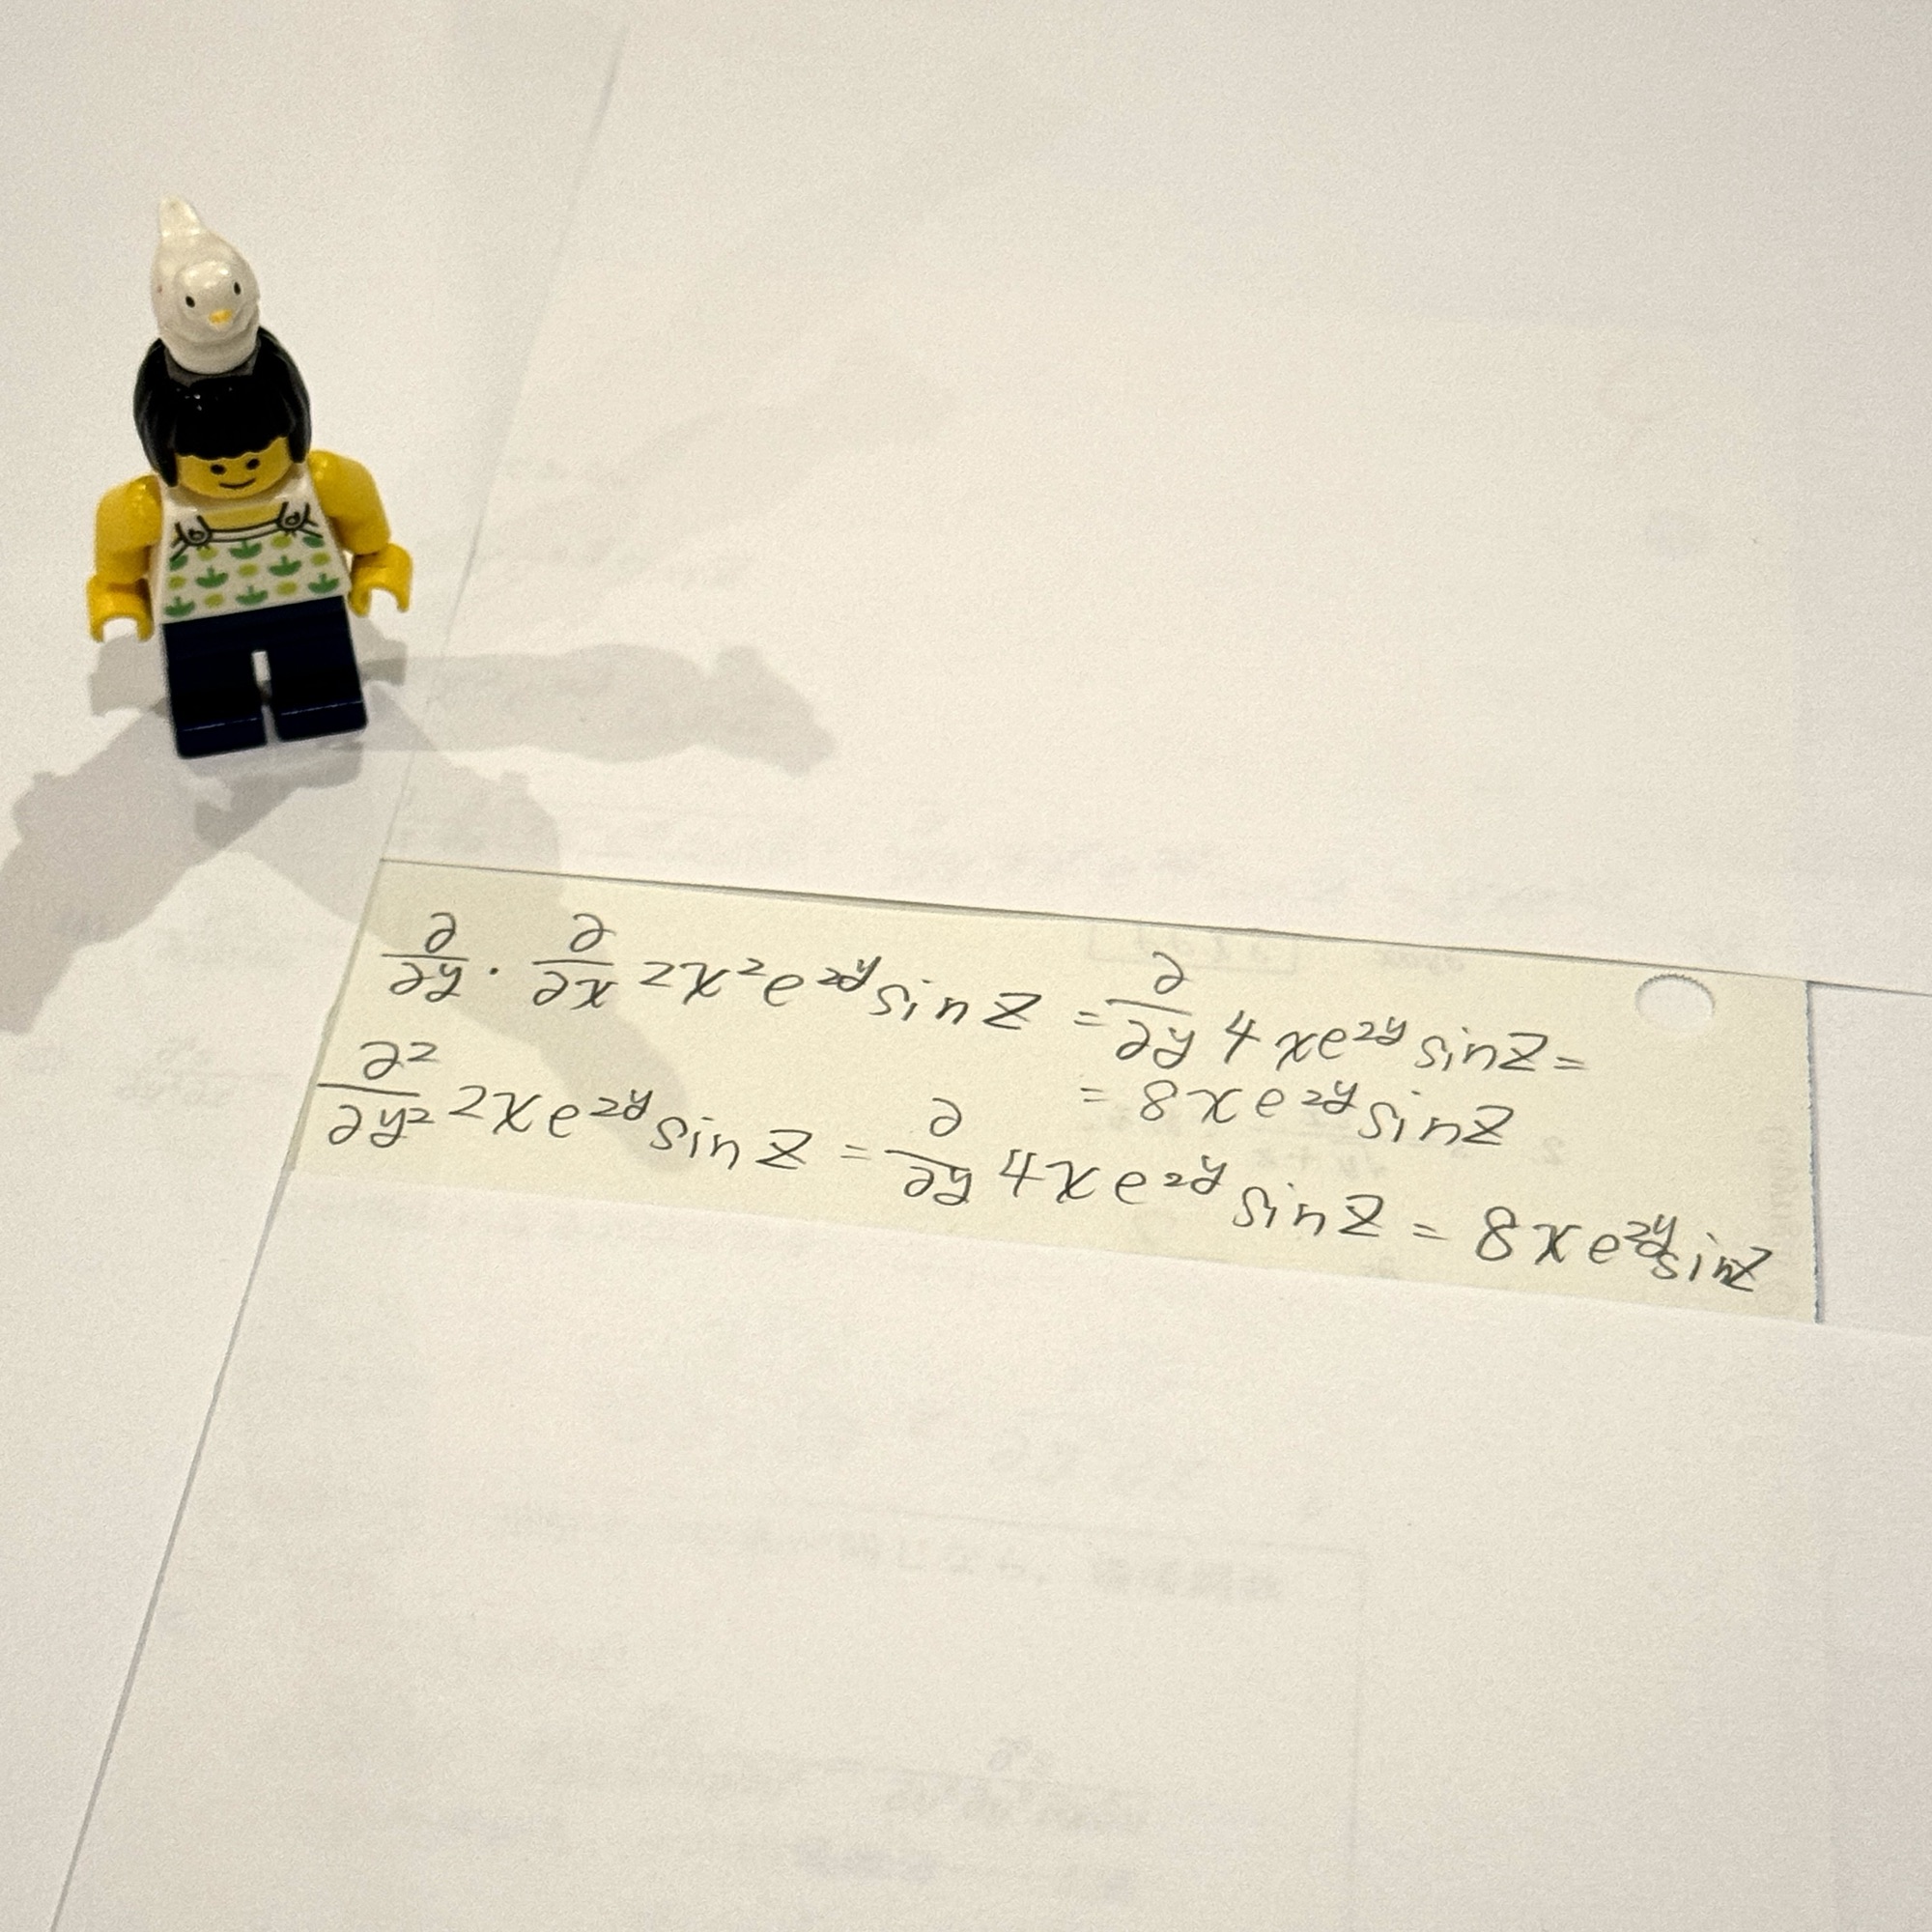 ∂/∂y · ∂/∂x 2x²e^{2y} sin z = ∂/∂y 4xe^{2y} sin z =
= 8xe^{2y} sin z
∂²/∂y² 2xe^{2y} sin z = ∂/∂y 4xe^{2y} sin z = 8xe^{2y} sin z